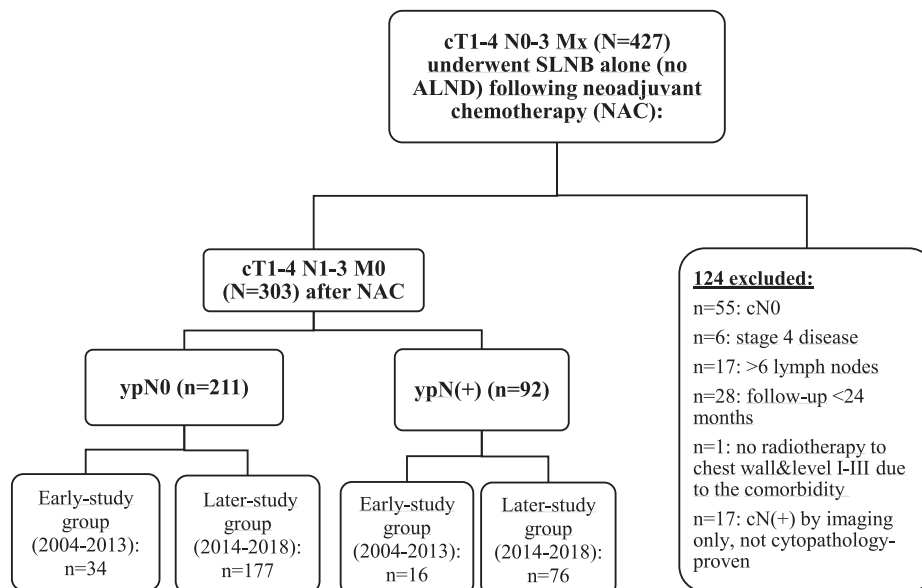 cT1-4 N0-3 Mx (N=427)
underwent SLNB alone (no
ALND) following neoadjuvant
chemotherapy (NAC):
cT1-4 N1-3 M0
(N=303) after NAC
124 excluded:
n=55: cN0
n=6: stage 4 disease
n=17: >6 lymph nodes
n=28: follow-up <24
months
n=1: no radiotherapy to
chest wall&level I-III due
to the comorbidity
n=17: cN(+) by imaging
only, not cytopathology-
proven
ypN0 (n=211)
ypN(+) (n=92)
Early-study
group
(2004-2013):
n=34
Later-study
group
(2014-2018):
n=177
Early-study
group
(2004-2013):
n=16
Later-study
group
(2014-2018):
n=76